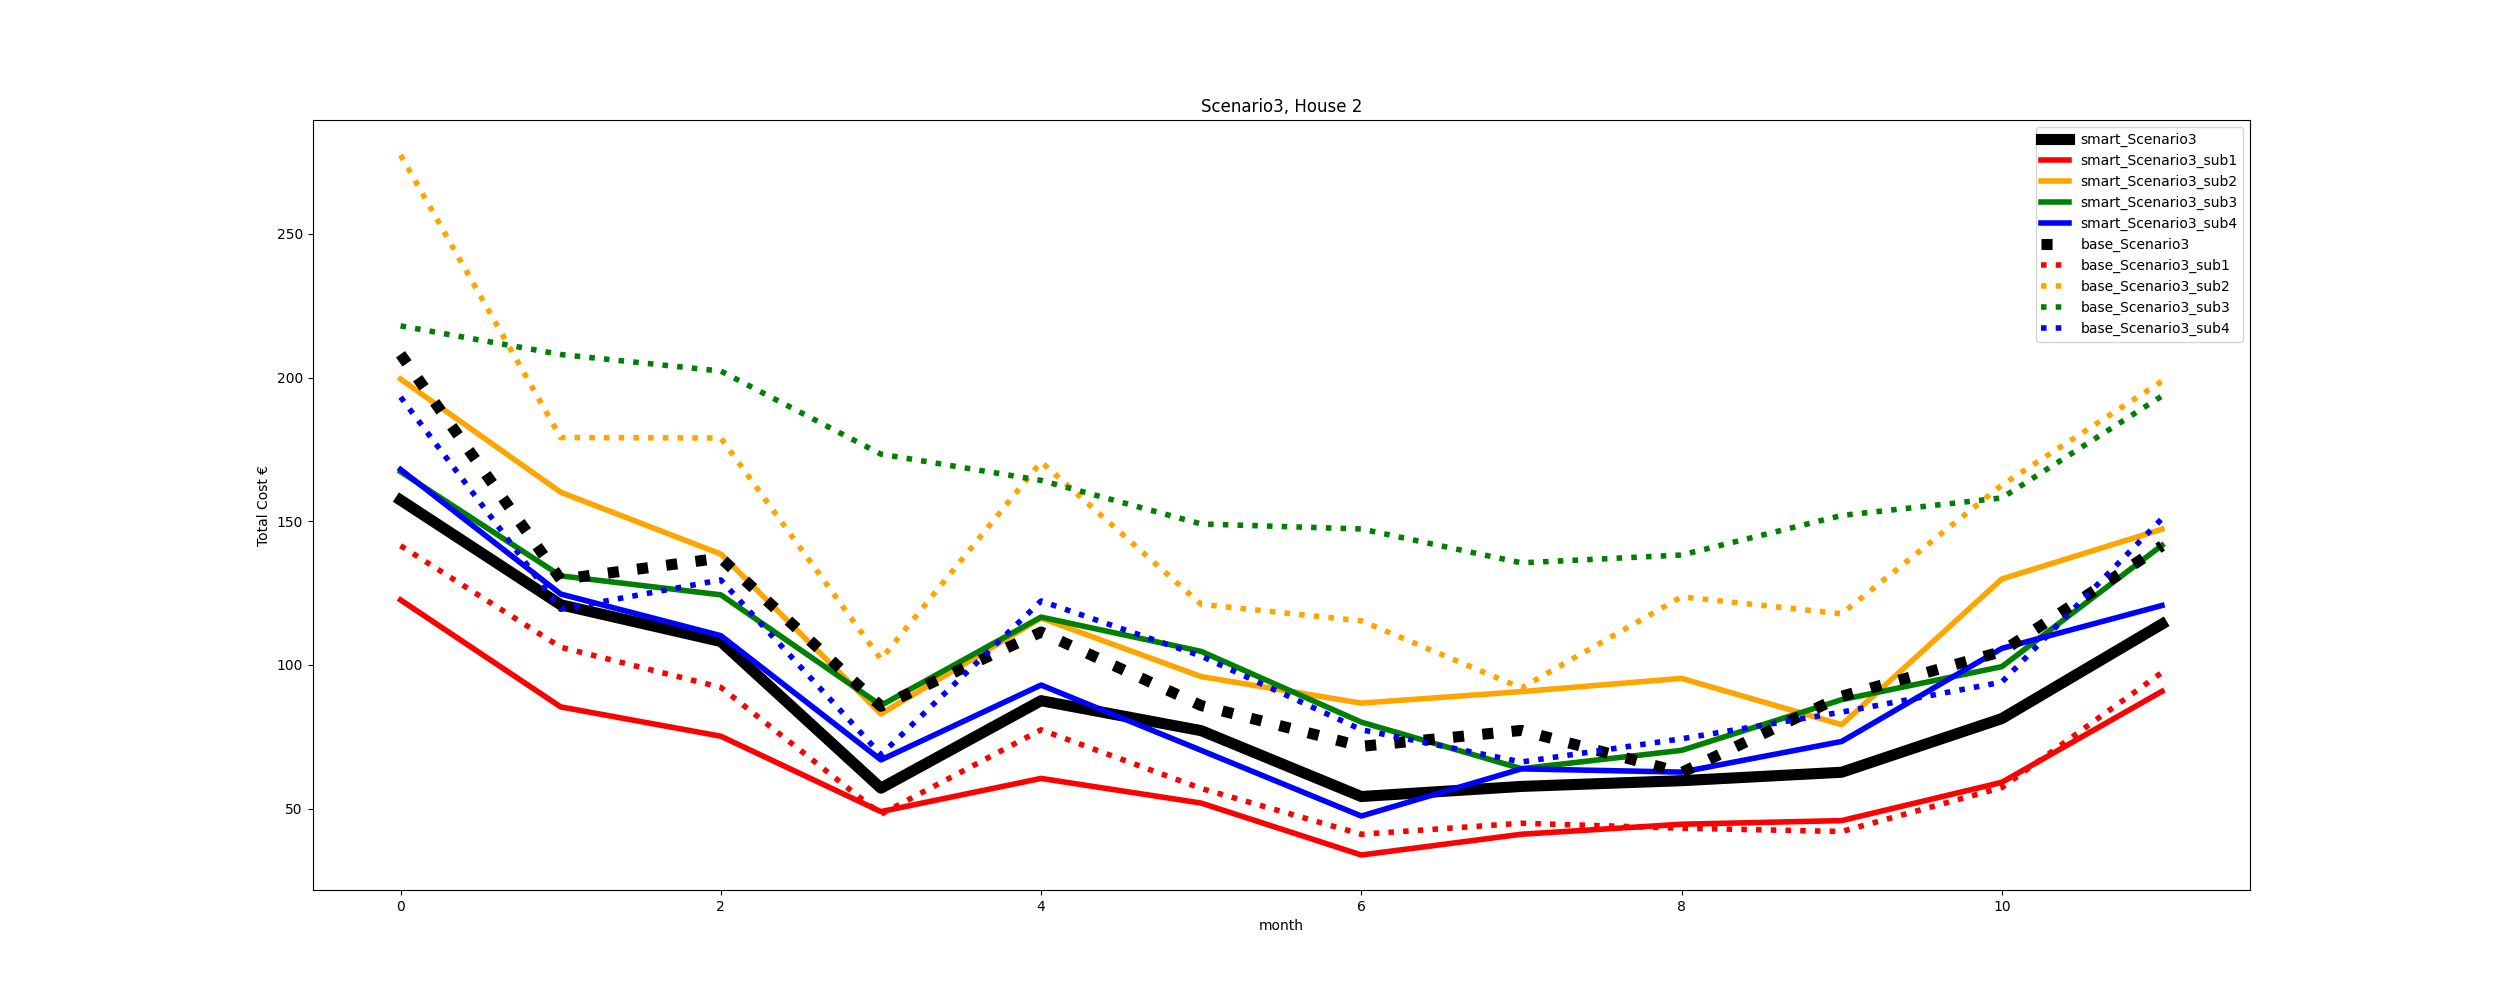 Scenario3, House 2
smart_Scenario3
smart_Scenario3_sub1
smart_Scenario3_sub2
smart_Scenario3_sub3
smart_Scenario3_sub4
base_Scenario3
base_Scenario3_sub1
base_Scenario3_sub2
base_Scenario3_sub3
base_Scenario3_sub4
250
200
150
100
50
Total Cost €
0 2 4 6 8 10
month